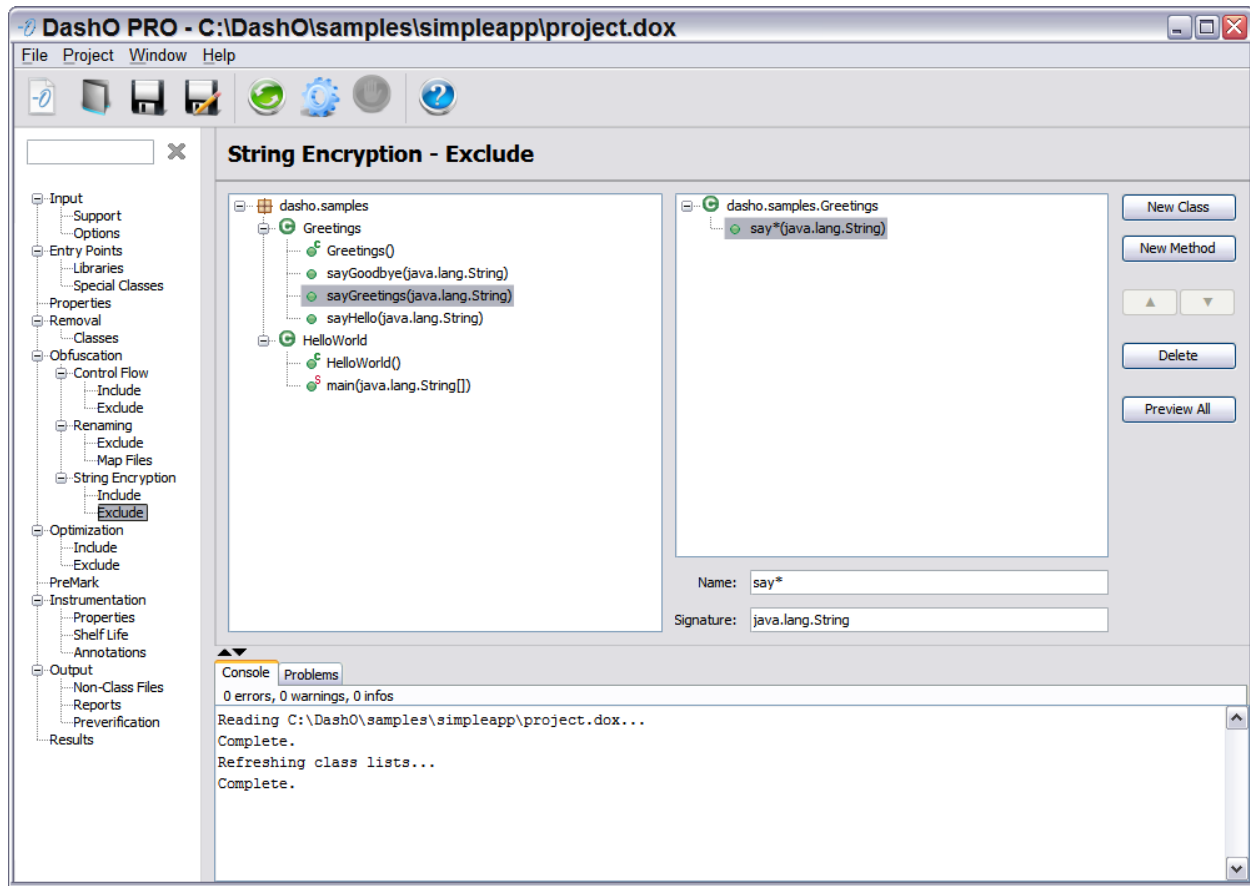 DashO PRO - C:\DashO\samples\simpleapp\project.dox
File Project Window Help
String Encryption - Exclude
Input
Support
Options
Entry Points
Libraries
Special Classes
Properties
Removal
Classes
Obfuscation
Control Flow
Include
Exclude
Renaming
Exclude
Map Files
String Encryption
Include
Exclude
Optimization
Include
Exclude
PreMark
Instrumentation
Properties
Shelf Life
Annotations
Output
Non-Class Files
Reports
Preverification
Results
dasho.samples
Greetings
Greetings()
sayGoodbye(java.lang.String)
sayGreetings(java.lang.String)
sayHello(java.lang.String)
HelloWorld
HelloWorld()
main(java.lang.String[])
dasho.samples.Greetings
say*(java.lang.String)
New Class
New Method
Delete
Preview All
Name: say*
Signature: java.lang.String
Console Problems
0 errors, 0 warnings, 0 infos
Reading C:\DashO\samples\simpleapp\project.dox...
Complete.
Refreshing class lists...
Complete.